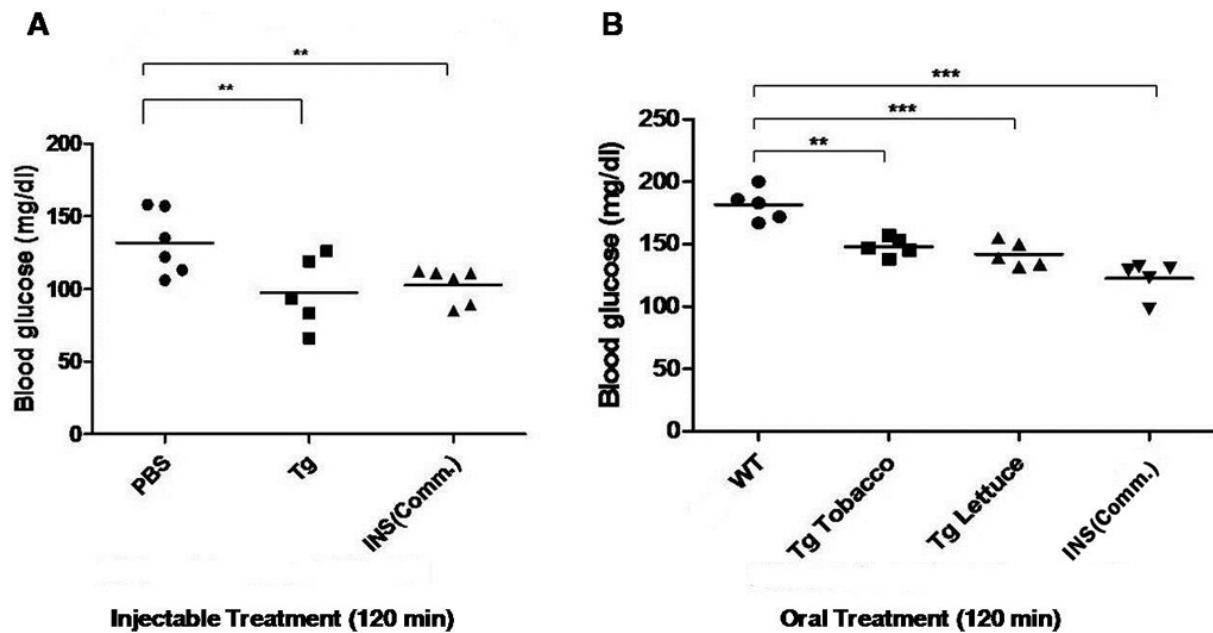 A
**
**
Blood glucose (mg/dl)
200
150
100
50
0
PBS
Tg
INS(Comm.)
Injectable Treatment (120 min)
B
***
***
**
Blood glucose (mg/dl)
250
200
150
100
50
0
WT
Tg Tobacco
Tg Lettuce
INS(Comm.)
Oral Treatment (120 min)